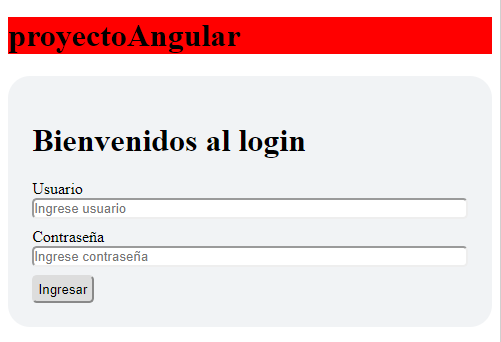 proyectoAngular
Bienvenidos al login
Usuario
Ingrese usuario
Contraseña
Ingrese contraseña
Ingresar